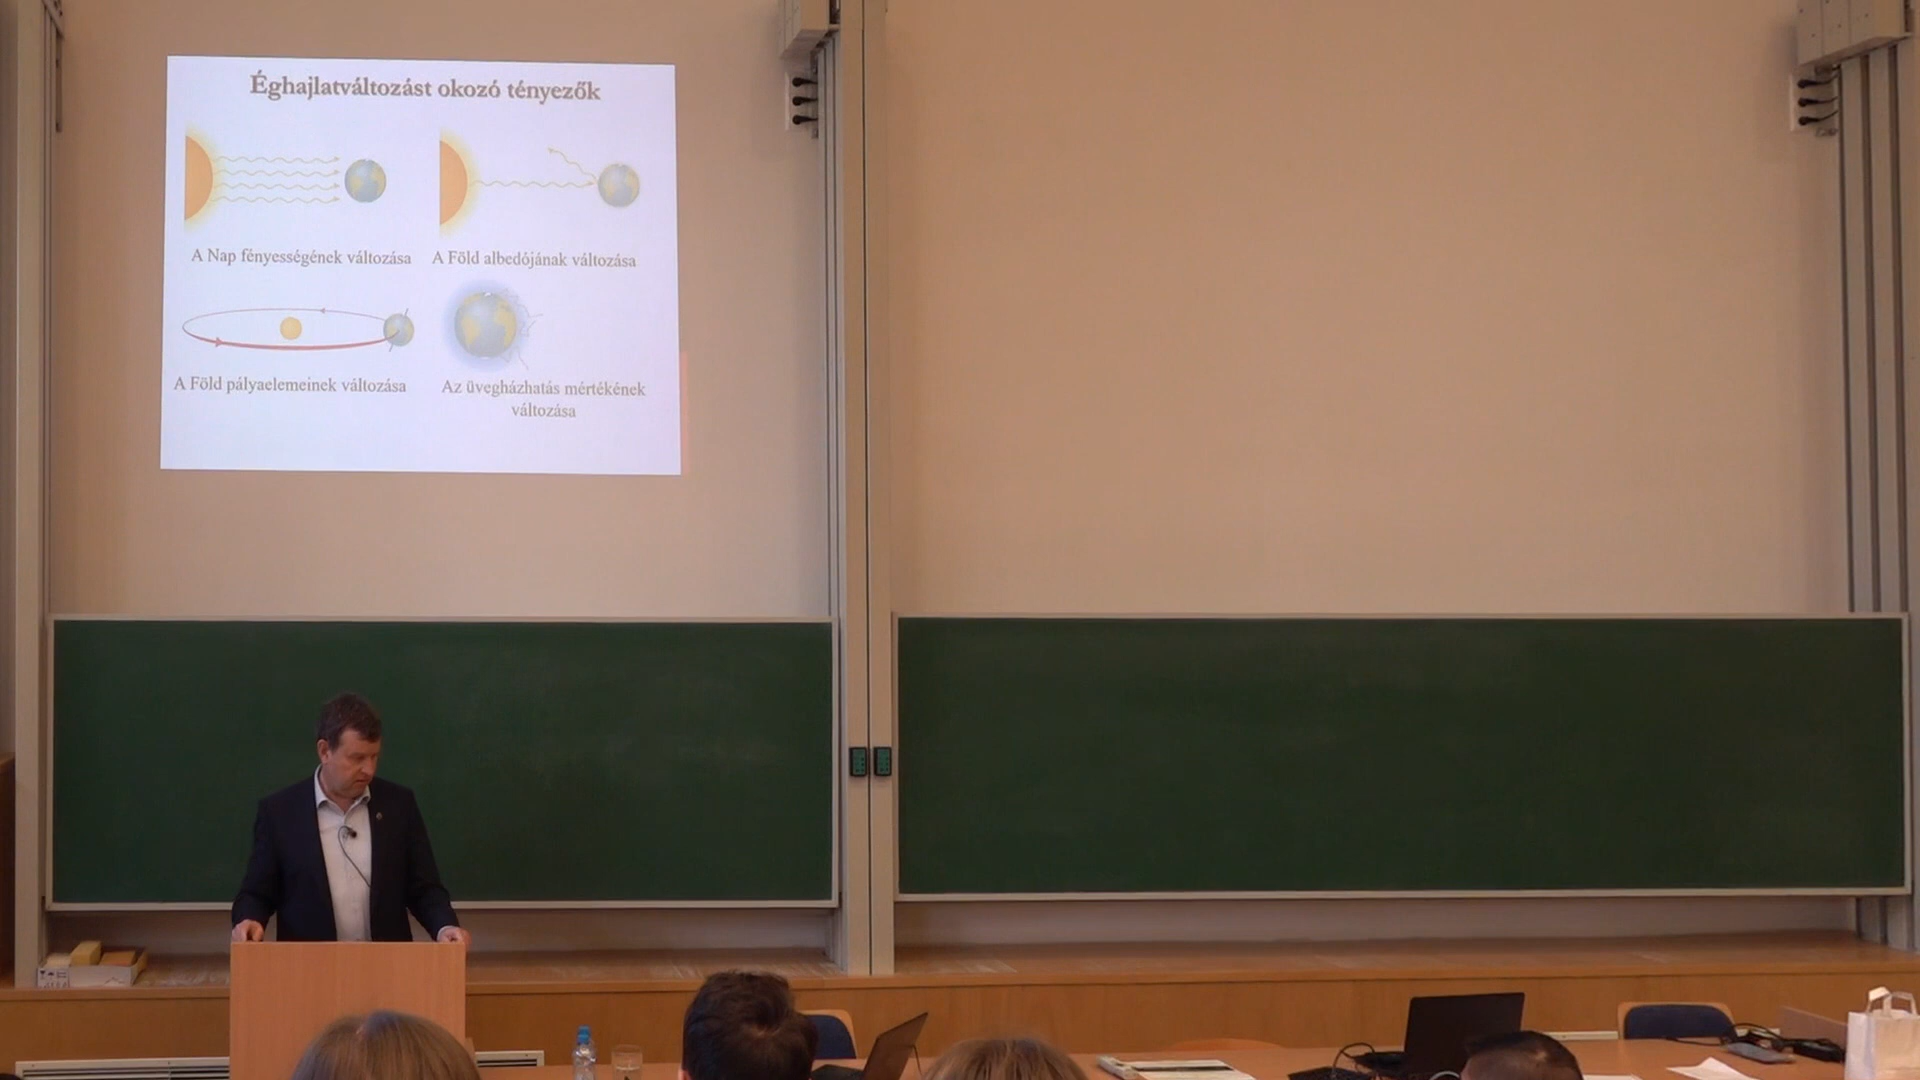 Éghajlatváltozást okozó tényezők
A Nap fényességének változása
A Föld albedójának változása
A Föld pályaelemeinek változása
Az üvegházhatás mértékének
változása